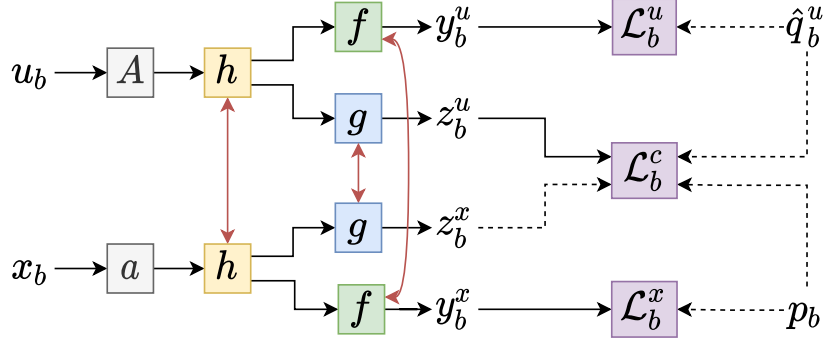 f y_b^u ℒ_b^u q̂_b^u
u_b A h
g z_b^u
ℒ_b^c
g z_b^x
x_b a h
f y_b^x ℒ_b^x p_b